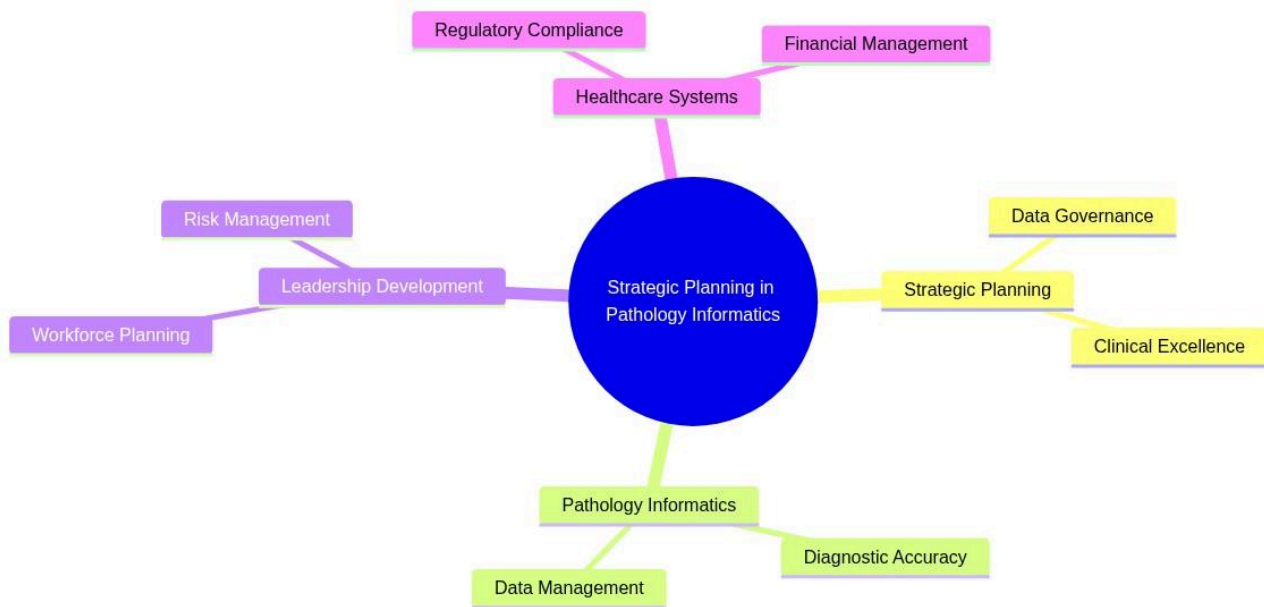 Regulatory Compliance
Financial Management
Healthcare Systems
Risk Management
Leadership Development
Workforce Planning
Strategic Planning in
Pathology Informatics
Data Governance
Strategic Planning
Clinical Excellence
Pathology Informatics
Diagnostic Accuracy
Data Management